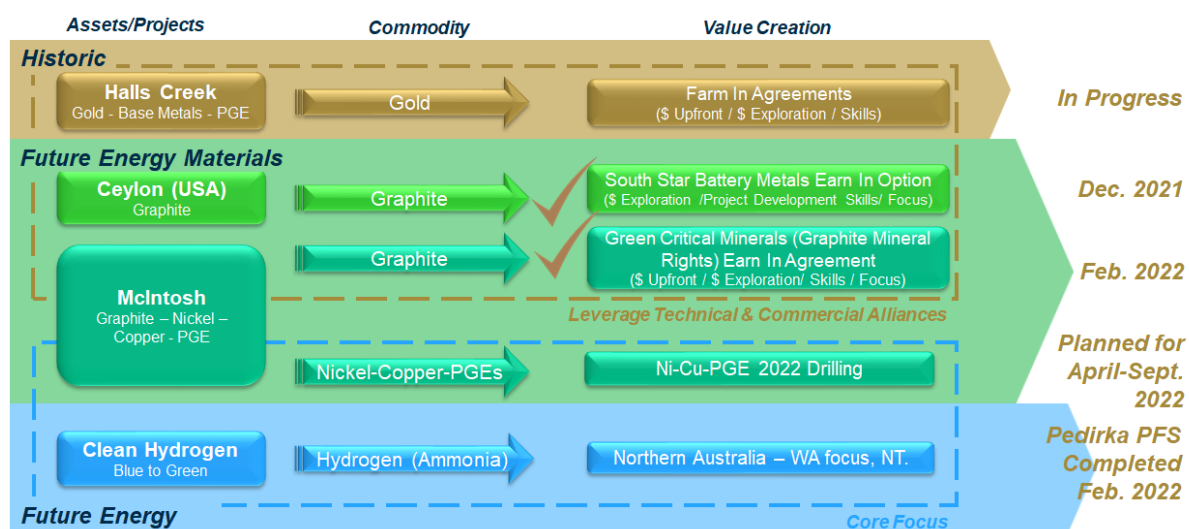 Assets/Projects
Commodity
Value Creation
Historic
Halls Creek
Gold - Base Metals - PGE
Gold
Farm In Agreements
($ Upfront / $ Exploration / Skills)
In Progress
Future Energy Materials
Ceylon (USA)
Graphite
Graphite
South Star Battery Metals Earn In Option
($ Exploration /Project Development Skills/ Focus)
Dec. 2021
McIntosh
Graphite – Nickel –
Copper - PGE
Graphite
Green Critical Minerals (Graphite Mineral
Rights) Earn In Agreement
($ Upfront / $ Exploration/ Skills / Focus)
Feb. 2022
Leverage Technical & Commercial Alliances
Nickel-Copper-PGEs
Ni-Cu-PGE 2022 Drilling
Planned for
April-Sept.
2022
Clean Hydrogen
Blue to Green
Hydrogen (Ammonia)
Northern Australia – WA focus, NT.
Pedirka PFS
Completed
Feb. 2022
Future Energy
Core Focus